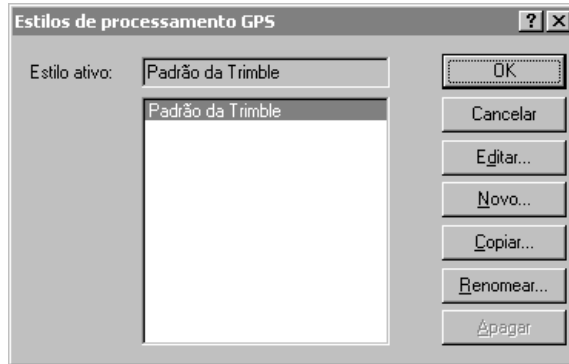 Estilos de processamento GPS
Estilo ativo: Padrão da Trimble
Padrão da Trimble
OK
Cancelar
Editar...
Novo...
Copiar...
Renomear...
Apagar